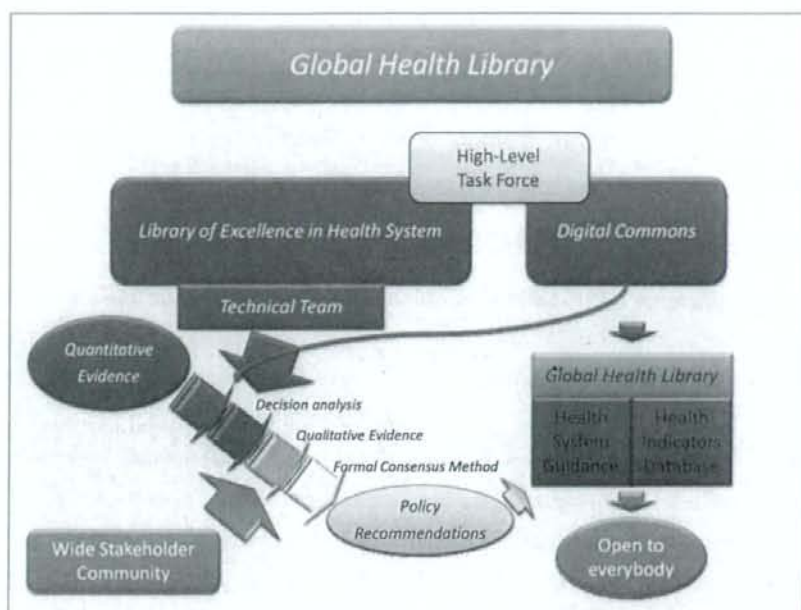 Global Health Library
High-Level
Task Force
Library of Excellence in Health System
Digital Commons
Technical Team
Quantitative
Evidence
Decision analysis
Qualitative Evidence
Formal Consensus Method
Policy
Recommendations
Wide Stakeholder
Community
Global Health Library
Health
System
Guidance
Health
Indicators
Database
Open to
everybody